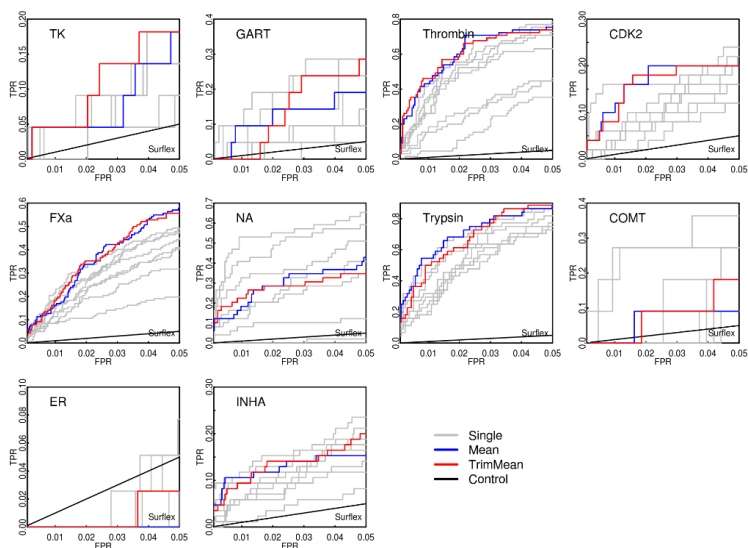 TK
GART
Thrombin
CDK2
TPR
0.00 0.05 0.10 0.15 0.20
0.01 0.02 0.03 0.04 0.05
FPR
Surflex
TPR
0.0 0.1 0.2 0.3 0.4
0.01 0.02 0.03 0.04 0.05
FPR
Surflex
TPR
0.0 0.2 0.4 0.6 0.8
0.01 0.02 0.03 0.04 0.05
FPR
Surflex
TPR
0.00 0.10 0.20 0.30
0.01 0.02 0.03 0.04 0.05
FPR
Surflex
FXa
NA
Trypsin
COMT
TPR
0.0 0.1 0.2 0.3 0.4 0.5 0.6
0.01 0.02 0.03 0.04 0.05
FPR
Surflex
TPR
0.0 0.1 0.2 0.3 0.4 0.5 0.6 0.7
0.01 0.02 0.03 0.04 0.05
FPR
Surflex
TPR
0.0 0.2 0.4 0.6 0.8
0.01 0.02 0.03 0.04 0.05
FPR
Surflex
TPR
0.0 0.1 0.2 0.3 0.4
0.01 0.02 0.03 0.04 0.05
FPR
Surflex
ER
INHA
TPR
0.00 0.02 0.04 0.06 0.08 0.10
0.01 0.02 0.03 0.04 0.05
FPR
Surflex
TPR
0.00 0.10 0.20 0.30
0.01 0.02 0.03 0.04 0.05
FPR
Surflex
Single
Mean
TrimMean
Control